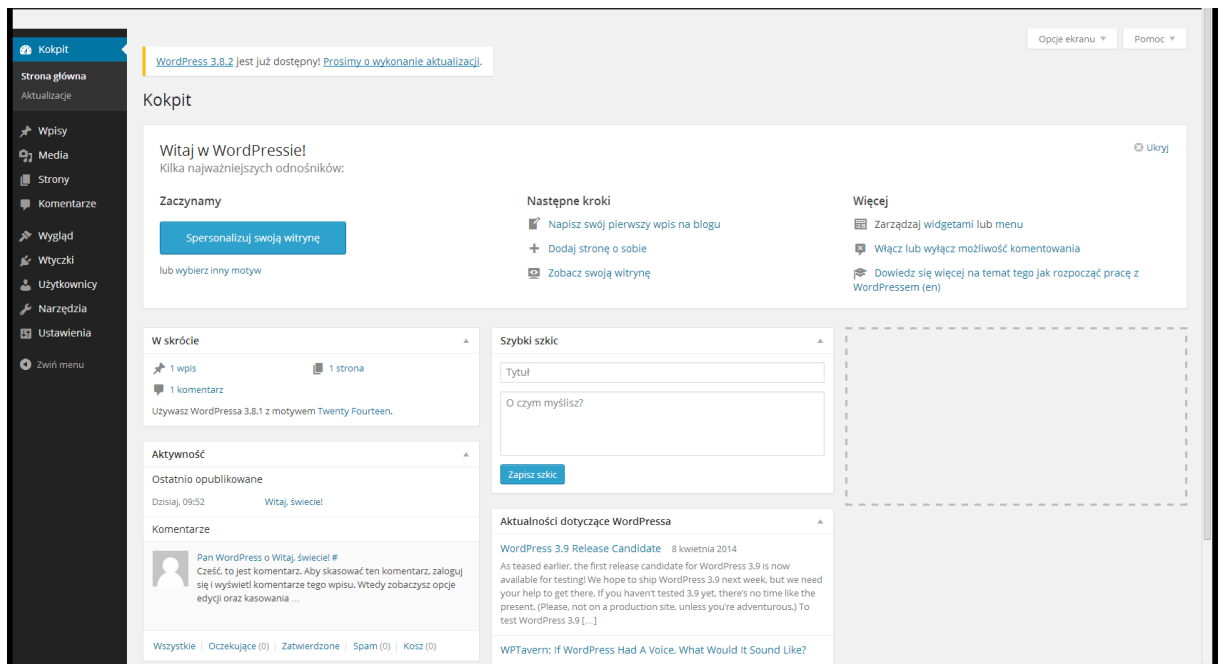 Opcje ekranu
Pomoc
Kokpit
Strona główna
Aktualizacje
Wpisy
Media
Strony
Komentarze
Wygląd
Wtyczki
Użytkownicy
Narzędzia
Ustawienia
Zwiń menu
WordPress 3.8.2 jest już dostępny! Prosimy o wykonanie aktualizacji.
Kokpit
Witaj w WordPressie!
Kilka najważniejszych odnośników:
Ukryj
Zaczynamy
Spersonalizuj swoją witrynę
lub wybierz inny motyw
Następne kroki
Napisz swój pierwszy wpis na blogu
Dodaj stronę o sobie
Zobacz swoją witrynę
Więcej
Zarządzaj widgetami lub menu
Włącz lub wyłącz możliwość komentowania
Dowiedz się więcej na temat tego jak rozpocząć pracę z
WordPressem (en)
W skrócie
1 wpis
1 strona
1 komentarz
Używasz WordPressa 3.8.1 z motywem Twenty Fourteen.
Aktywność
Ostatnio opublikowane
Dzisiaj, 09:52 Witaj, świecie!
Komentarze
Pan WordPress o Witaj, świecie! #
Cześć, to jest komentarz. Aby skasować ten komentarz, zaloguj
się i wyświetl komentarze tego wpisu. Wtedy zobaczysz opcje
edycji oraz kasowania …
Wszystkie | Oczekujące (0) | Zatwierdzone | Spam (0) | Kosz (0)
Szybki szkic
Tytuł
O czym myślisz?
Zapisz szkic
Aktualności dotyczące WordPressa
WordPress 3.9 Release Candidate 8 kwietnia 2014
As teased earlier, the first release candidate for WordPress 3.9 is now
available for testing! We hope to ship WordPress 3.9 next week, but we need
your help to get there. If you haven't tested 3.9 yet, there's no time like the
present. (Please, not on a production site, unless you're adventurous.) To
test WordPress 3.9 […]
WPTavern: If WordPress Had A Voice, What Would It Sound Like?